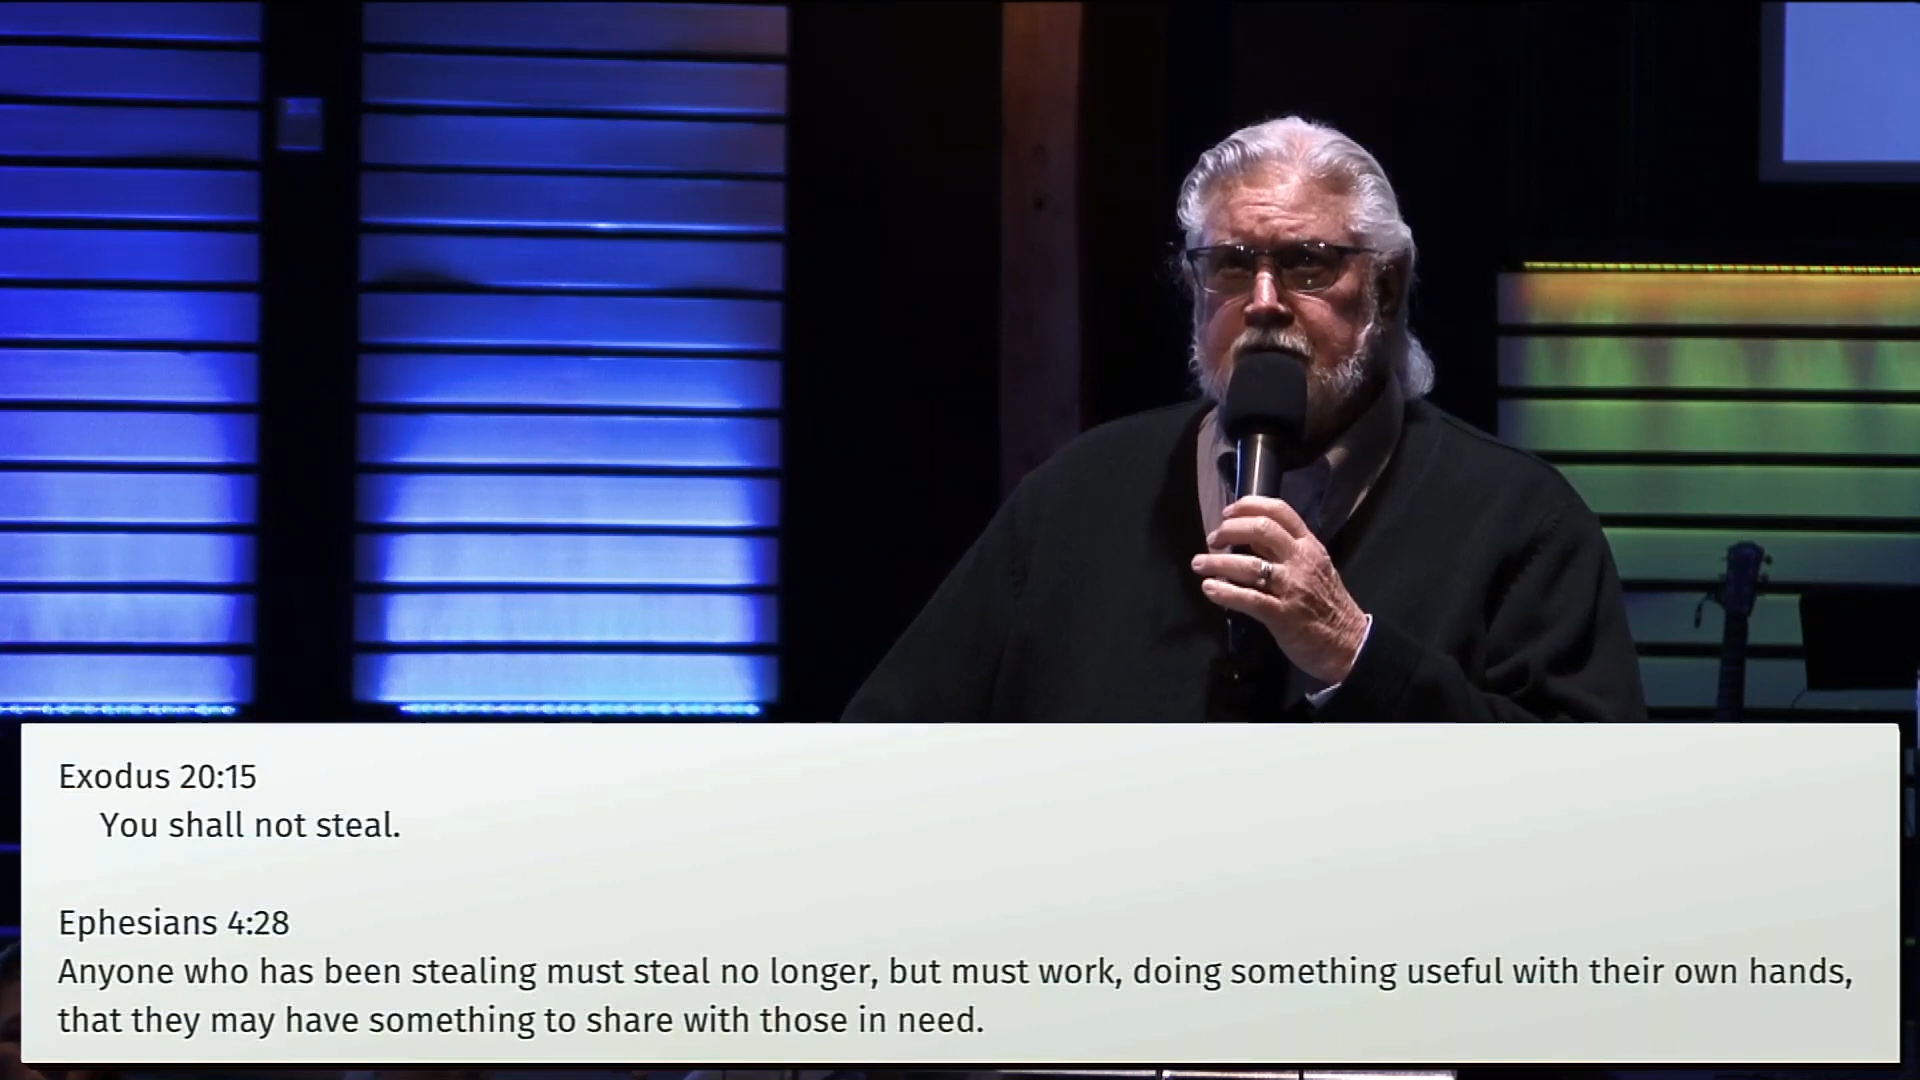 Exodus 20:15
You shall not steal.
Ephesians 4:28
Anyone who has been stealing must steal no longer, but must work, doing something useful with their own hands,
that they may have something to share with those in need.